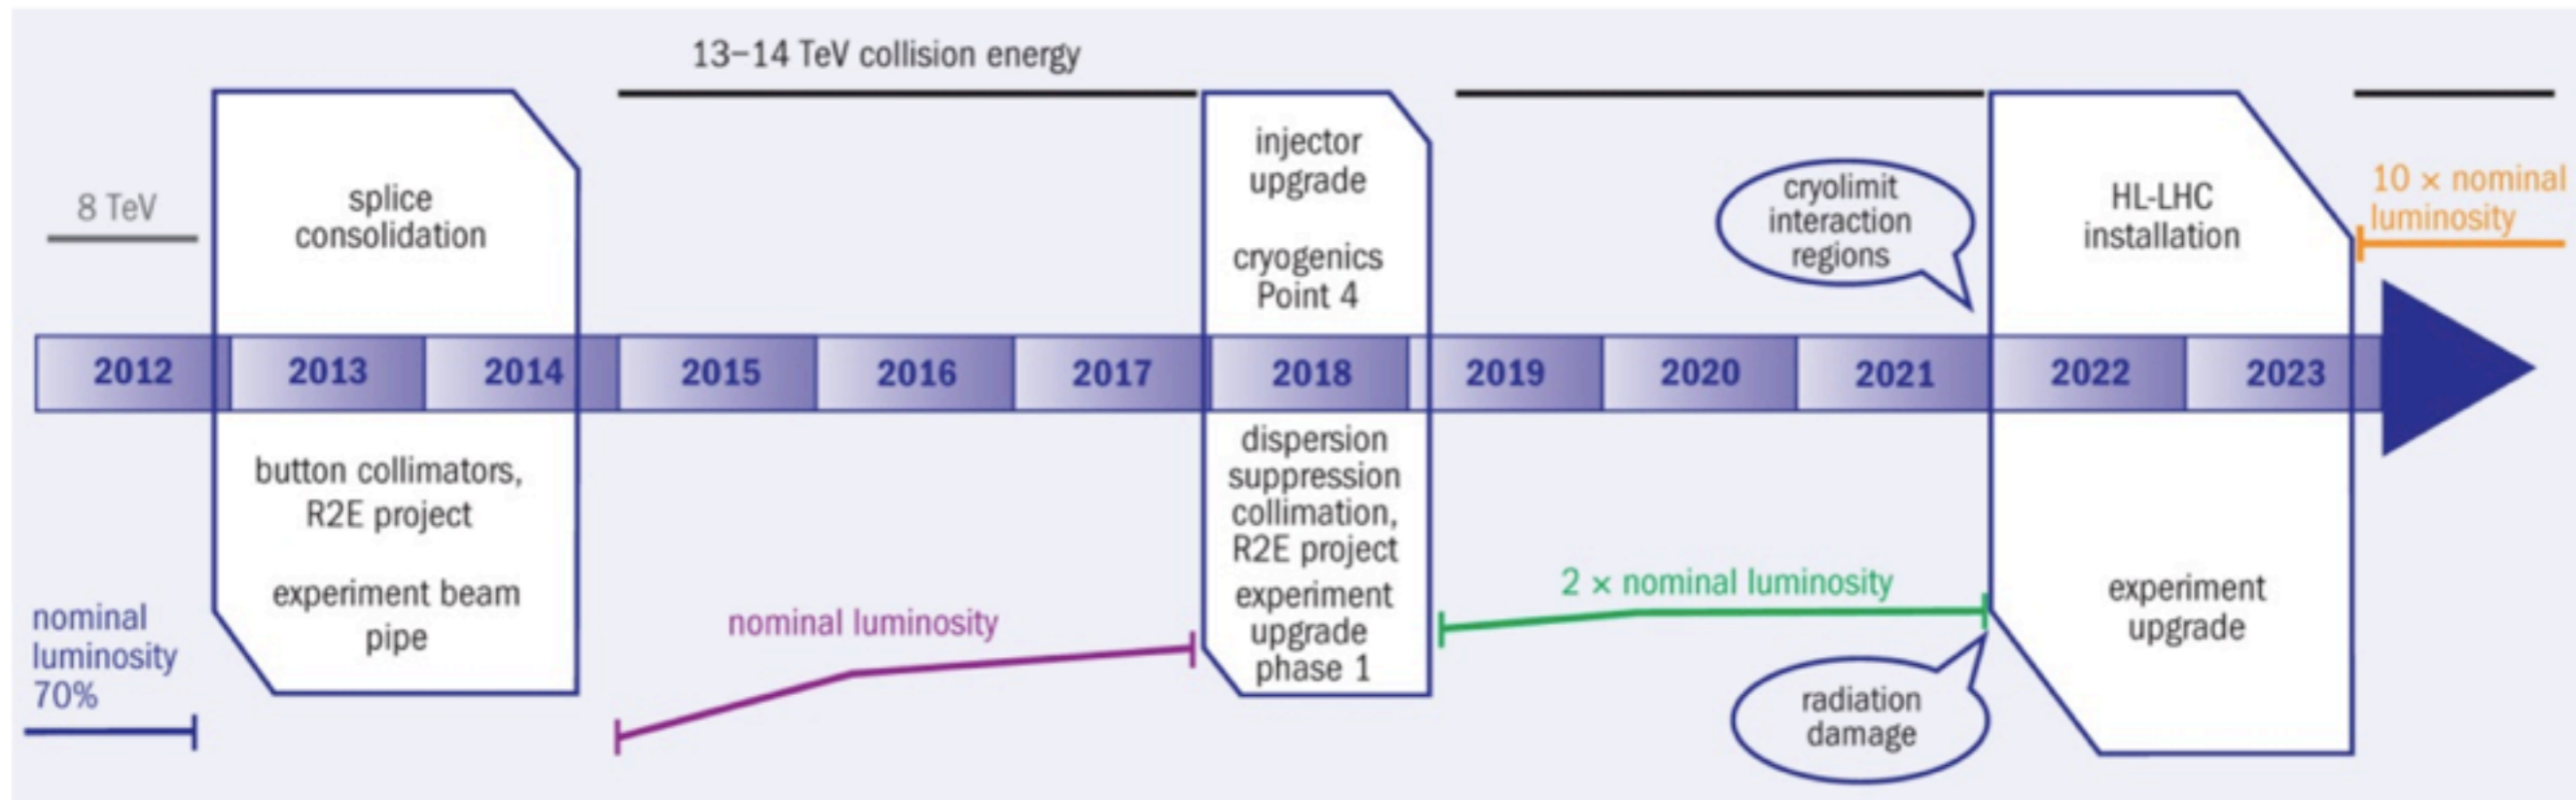 13–14 TeV collision energy
8 TeV
splice
consolidation
injector
upgrade
cryogenics
Point 4
cryolimit
interaction
regions
HL-LHC
installation
10 × nominal
luminosity
2012
2013
2014
2015
2016
2017
2018
2019
2020
2021
2022
2023
button collimators,
R2E project
experiment beam
pipe
nominal
luminosity
70%
nominal luminosity
dispersion
suppression
collimation,
R2E project
experiment
upgrade
phase 1
2 × nominal luminosity
radiation
damage
experiment
upgrade